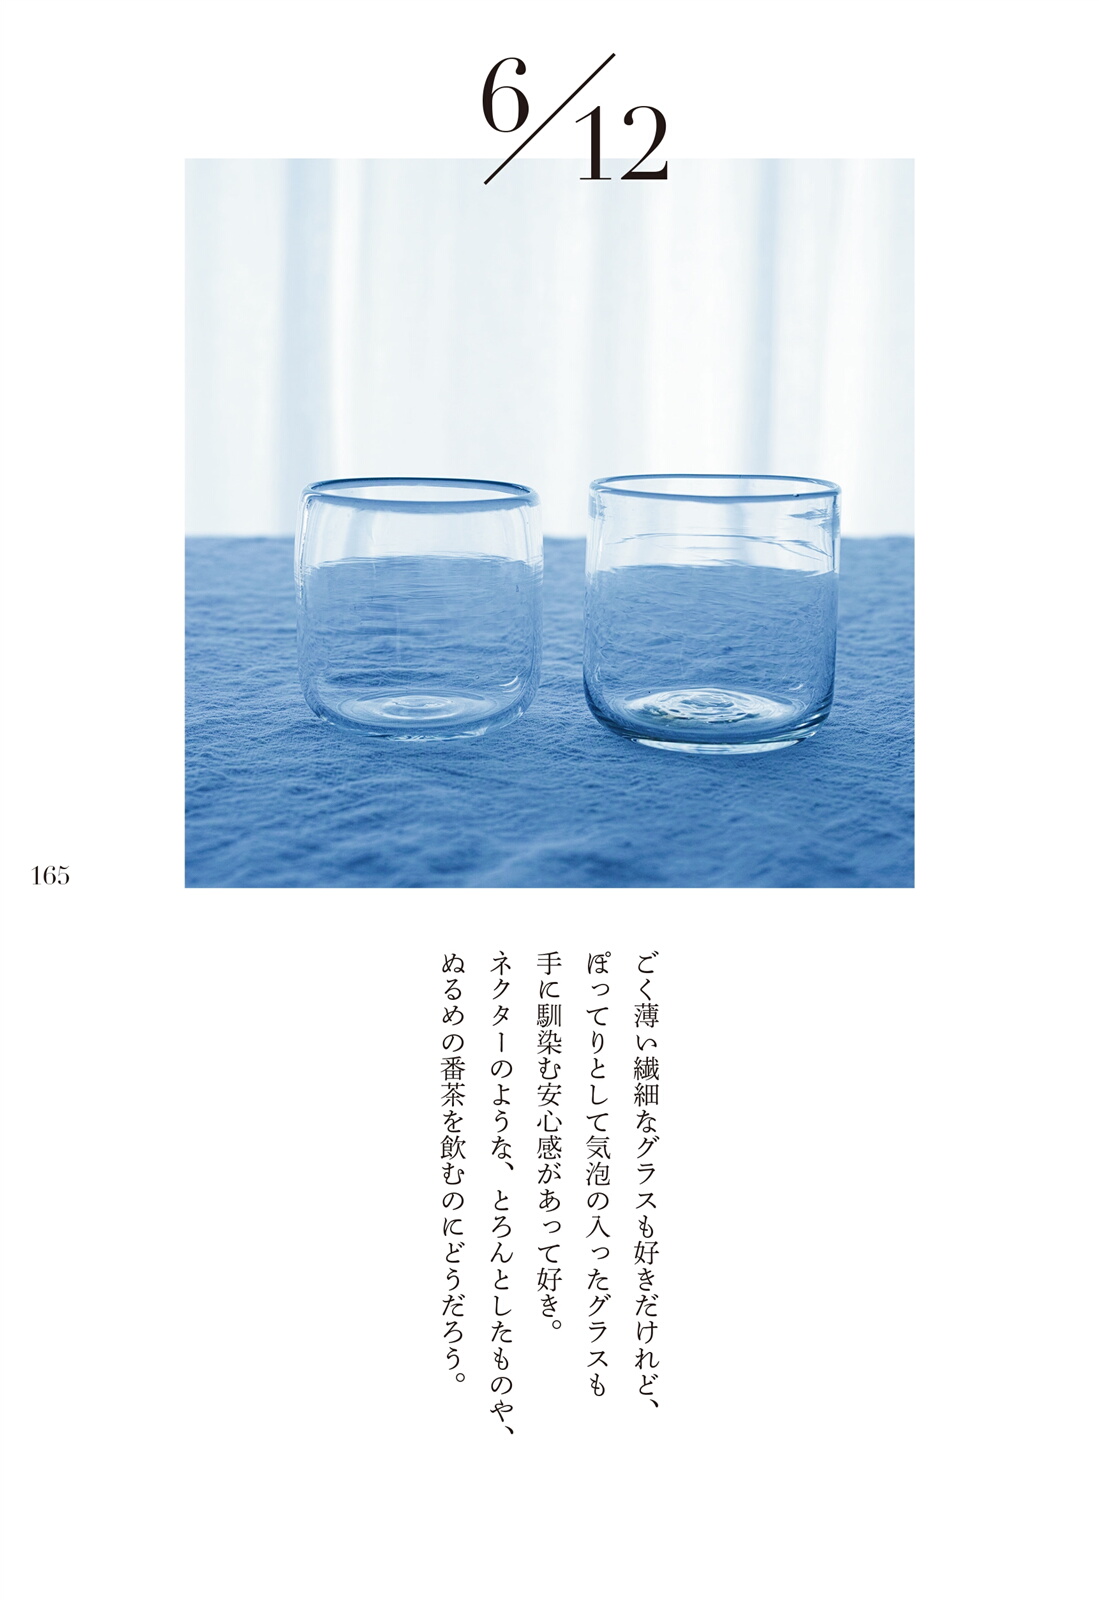 6/12
165
ごく薄い繊細なグラスも好きだけれど、
ぽってりとして気泡の入ったグラスも
手に馴染む安心感があって好き。
ネクターのような、とろんとしたものや、
ぬるめの番茶を飲むのにどうだろう。